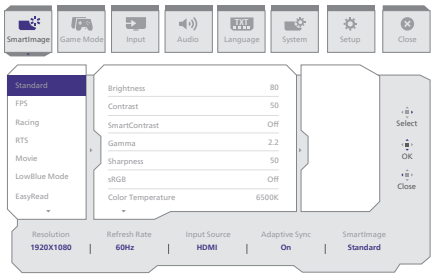 SmartImage
Game Mode
Input
Audio
TXT
Language
System
Setup
Close
Standard
FPS
Racing
RTS
Movie
LowBlue Mode
EasyRead
Brightness 80
Contrast 50
SmartContrast Off
Gamma 2.2
Sharpness 50
sRGB Off
Color Temperature 6500K
Select
OK
Close
Resolution Refresh Rate Input Source Adaptive Sync SmartImage
1920X1080 | 60Hz | HDMI | On | Standard